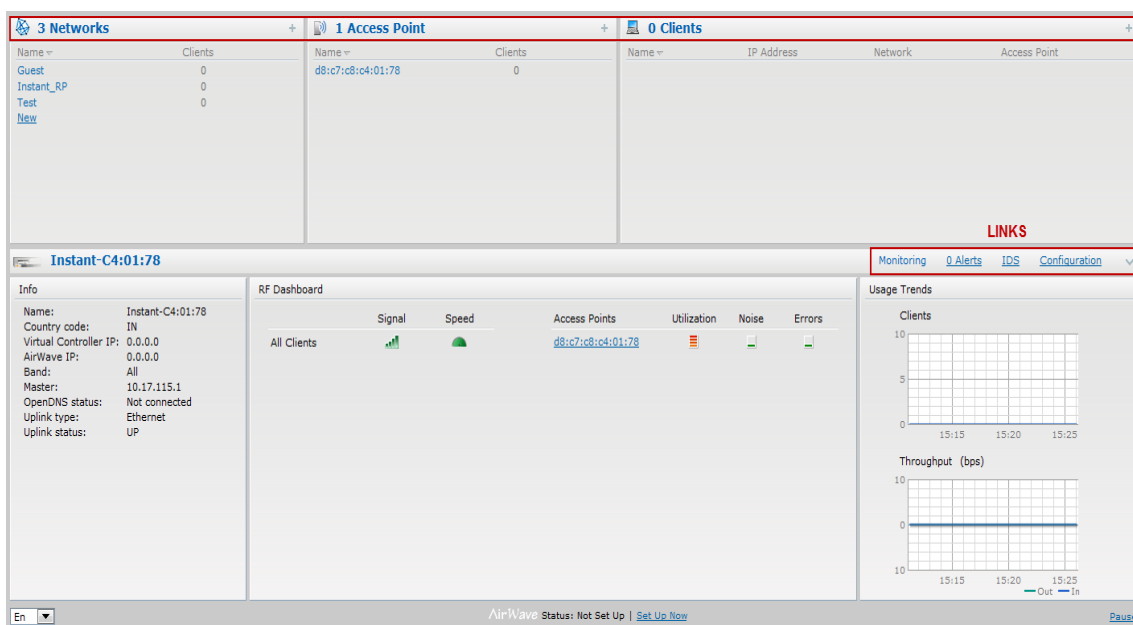 3 Networks +
Name Clients
Guest 0
Instant_RP 0
Test 0
New
1 Access Point +
Name Clients
d8:c7:c8:c4:01:78 0
0 Clients +
Name IP Address Network Access Point
LINKS
Instant-C4:01:78
Monitoring 0 Alerts IDS Configuration
Info
Name: Instant-C4:01:78
Country code: IN
Virtual Controller IP: 0.0.0.0
AirWave IP: 0.0.0.0
Band: All
Master: 10.17.115.1
OpenDNS status: Not connected
Uplink type: Ethernet
Uplink status: UP
RF Dashboard
Signal Speed
All Clients
Access Points Utilization Noise Errors
d8:c7:c8:c4:01:78
Usage Trends
Clients
10
5
0
15:15 15:20 15:25
Throughput (bps)
10
0
10
15:15 15:20 15:25
Out In
En
AirWave Status: Not Set Up | Set Up Now
Pause